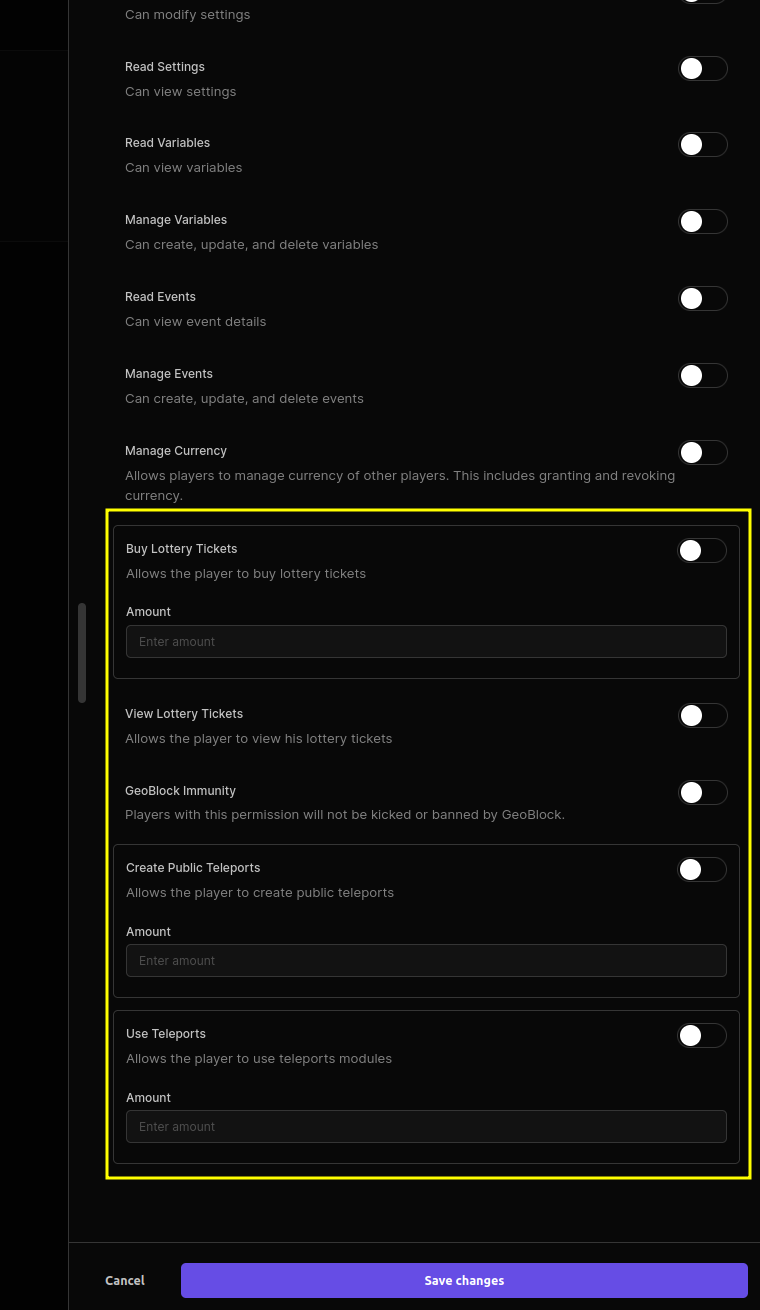 Can modify settings
Read Settings
Can view settings
Read Variables
Can view variables
Manage Variables
Can create, update, and delete variables
Read Events
Can view event details
Manage Events
Can create, update, and delete events
Manage Currency
Allows players to manage currency of other players. This includes granting and revoking
currency.
Buy Lottery Tickets
Allows the player to buy lottery tickets
Amount
Enter amount
View Lottery Tickets
Allows the player to view his lottery tickets
GeoBlock Immunity
Players with this permission will not be kicked or banned by GeoBlock.
Create Public Teleports
Allows the player to create public teleports
Amount
Enter amount
Use Teleports
Allows the player to use teleports modules
Amount
Enter amount
Cancel
Save changes